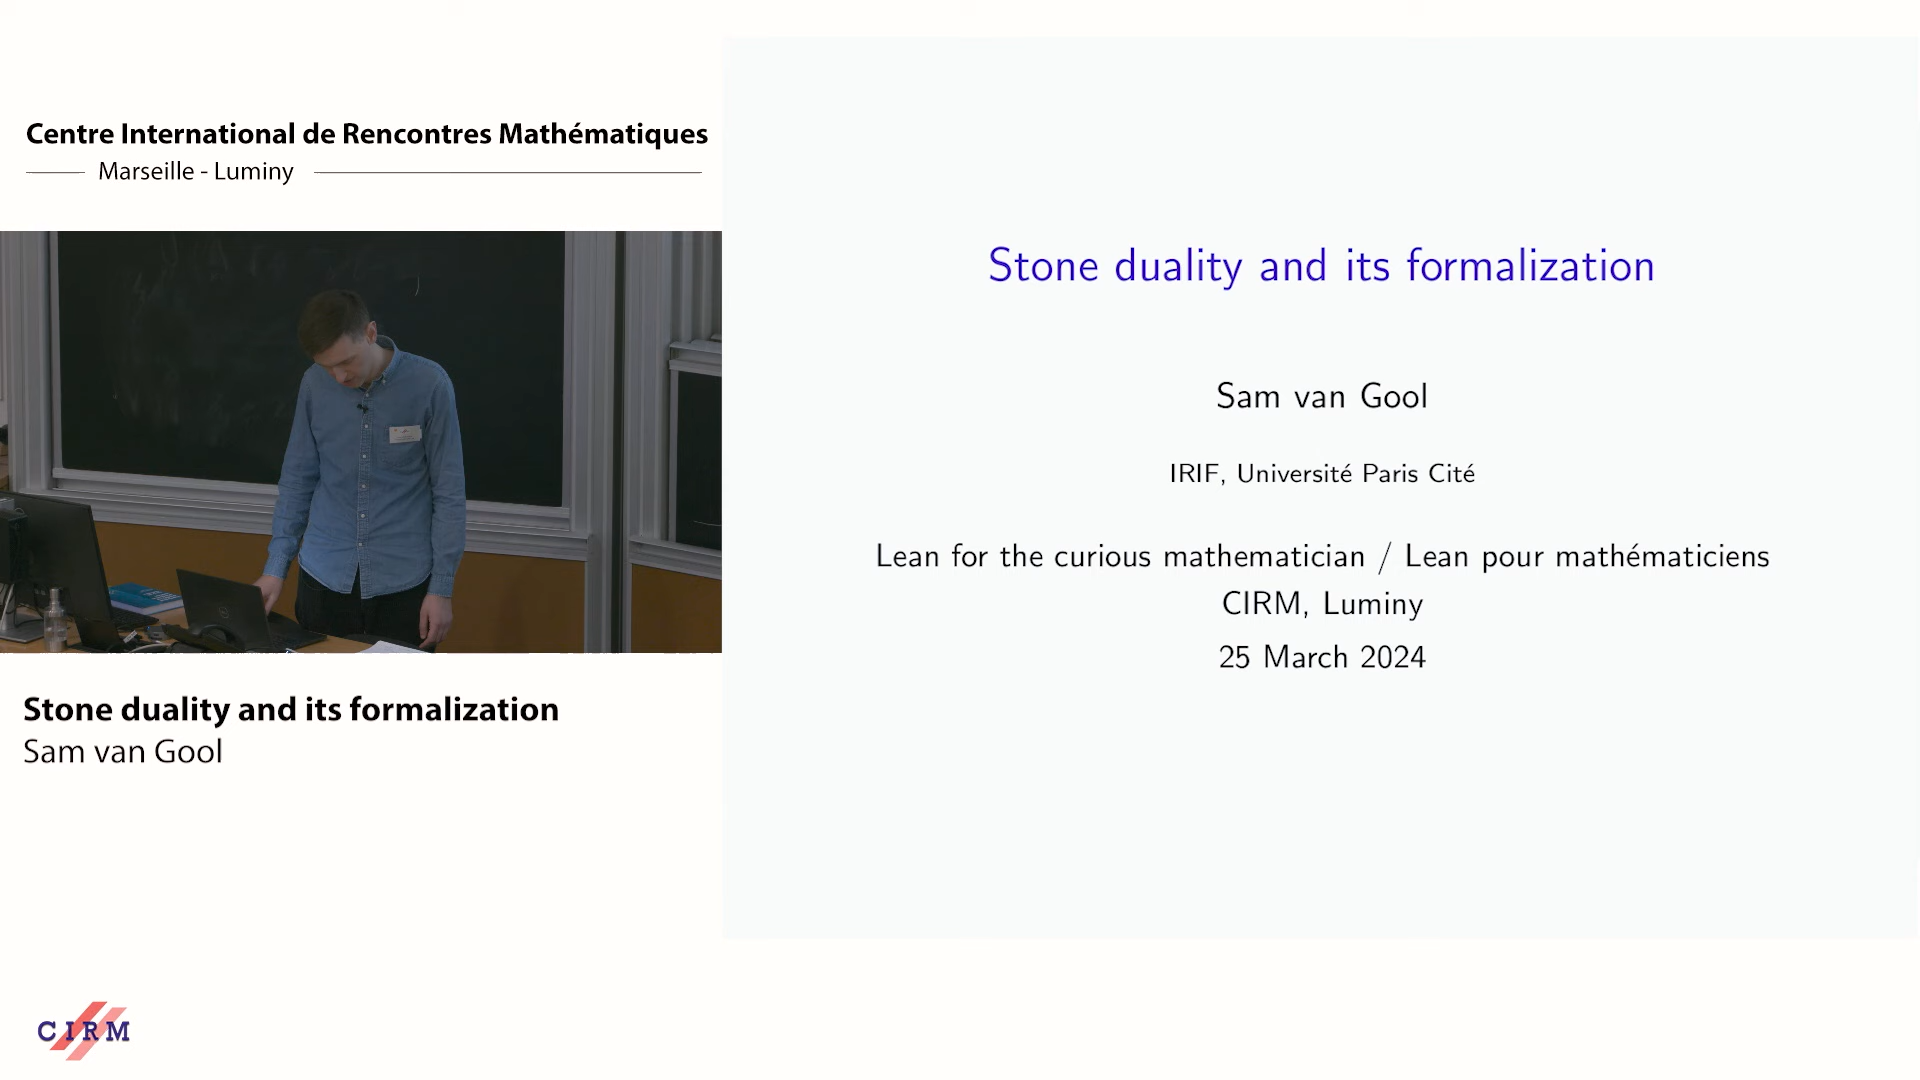 Centre International de Rencontres Mathématiques
Marseille - Luminy
Stone duality and its formalization
Sam van Gool
CIRM
Stone duality and its formalization
Sam van Gool
IRIF, Université Paris Cité
Lean for the curious mathematician / Lean pour mathématiciens
CIRM, Luminy
25 March 2024